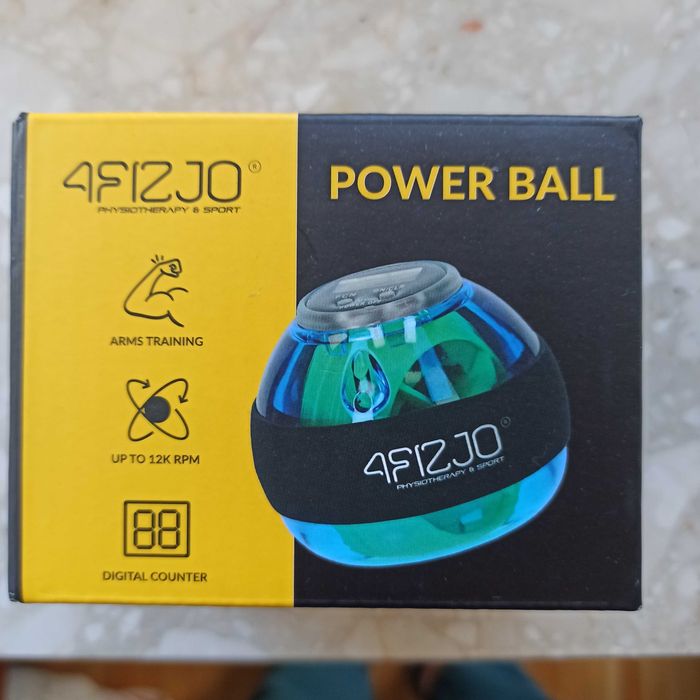 4FIZJO®
PHYSIOTHERAPY & SPORT
POWER BALL
ARMS TRAINING
UP TO 12K RPM
88
DIGITAL COUNTER
4FIZJO®
PHYSIOTHERAPY & SPORT